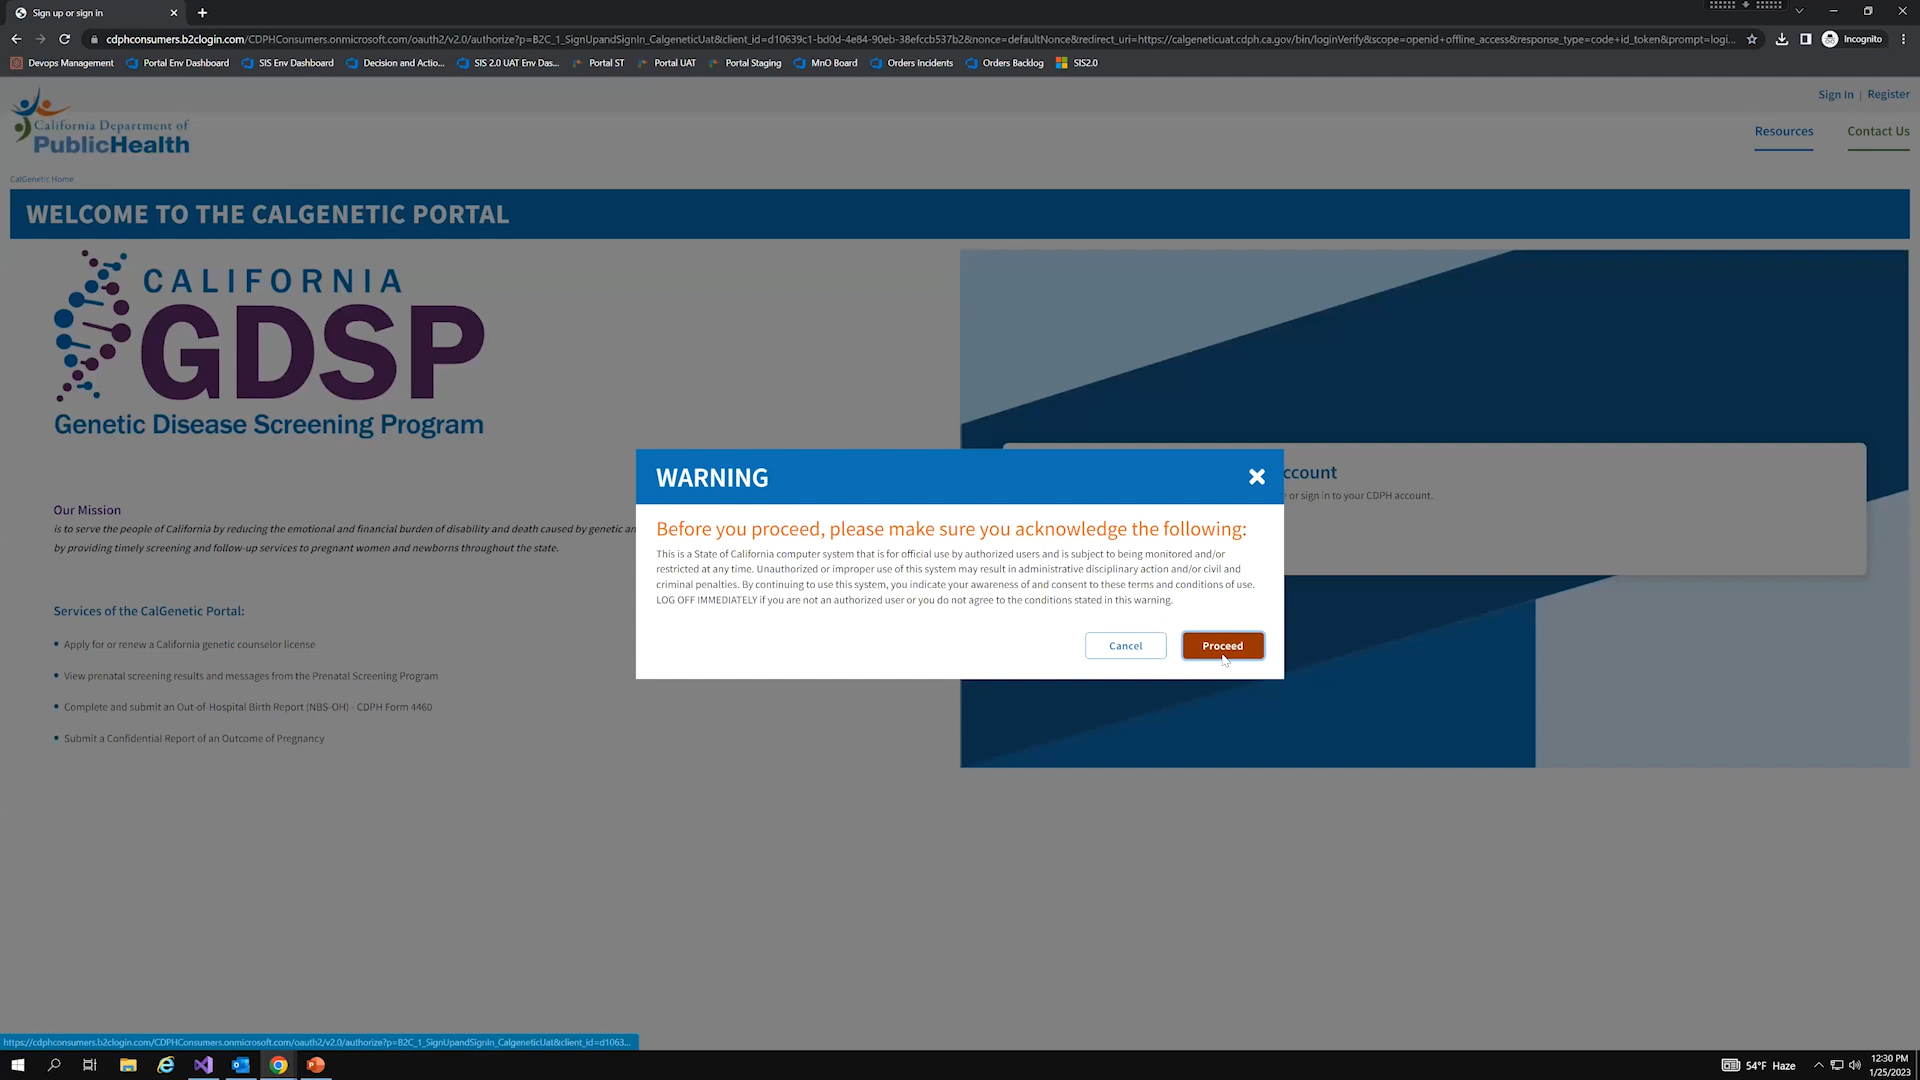 Sign up or sign in
cdphconsumers.b2clogin.com/CDPHConsumers.onmicrosoft.com/oauth2/v2.0/authorize?p=B2C_1_SignUpandSignIn_CalgeneticUat&client_id=d10639c1-bd0d-4e84-90eb-38efccb537b2&nonce=defaultNonce&redirect_uri=https://calgeneticuat.cdph.ca.gov/bin/loginVerify&scope=openid+offline_access&response_type=code+id_token&prompt=logi...
Incognito
Devops Management Portal Env Dashboard SIS Env Dashboard Decision and Actio... SIS 2.0 UAT Env Das... Portal ST Portal UAT Portal Staging MnO Board Orders Incidents Orders Backlog SIS2.0
Sign In | Register
California Department of
PublicHealth
Resources Contact Us
CalGenetic Home
WELCOME TO THE CALGENETIC PORTAL
CALIFORNIA
GDSP
Genetic Disease Screening Program
Our Mission
is to serve the people of California by reducing the emotional and financial burden of disability and death caused by genetic an
by providing timely screening and follow-up services to pregnant women and newborns throughout the state.
Services of the CalGenetic Portal:
• Apply for or renew a California genetic counselor license
• View prenatal screening results and messages from the Prenatal Screening Program
• Complete and submit an Out-of-Hospital Birth Report (NBS-OH) - CDPH Form 4460
• Submit a Confidential Report of an Outcome of Pregnancy
ccount
e or sign in to your CDPH account.
WARNING
Before you proceed, please make sure you acknowledge the following:
This is a State of California computer system that is for official use by authorized users and is subject to being monitored and/or
restricted at any time. Unauthorized or improper use of this system may result in administrative disciplinary action and/or civil and
criminal penalties. By continuing to use this system, you indicate your awareness of and consent to these terms and conditions of use.
LOG OFF IMMEDIATELY if you are not an authorized user or you do not agree to the conditions stated in this warning.
Cancel Proceed
https://cdphconsumers.b2clogin.com/CDPHConsumers.onmicrosoft.com/oauth2/v2.0/authorize?p=B2C_1_SignUpandSignIn_CalgeneticUat&client_id=d1063...
54°F Haze
12:30 PM
1/25/2023